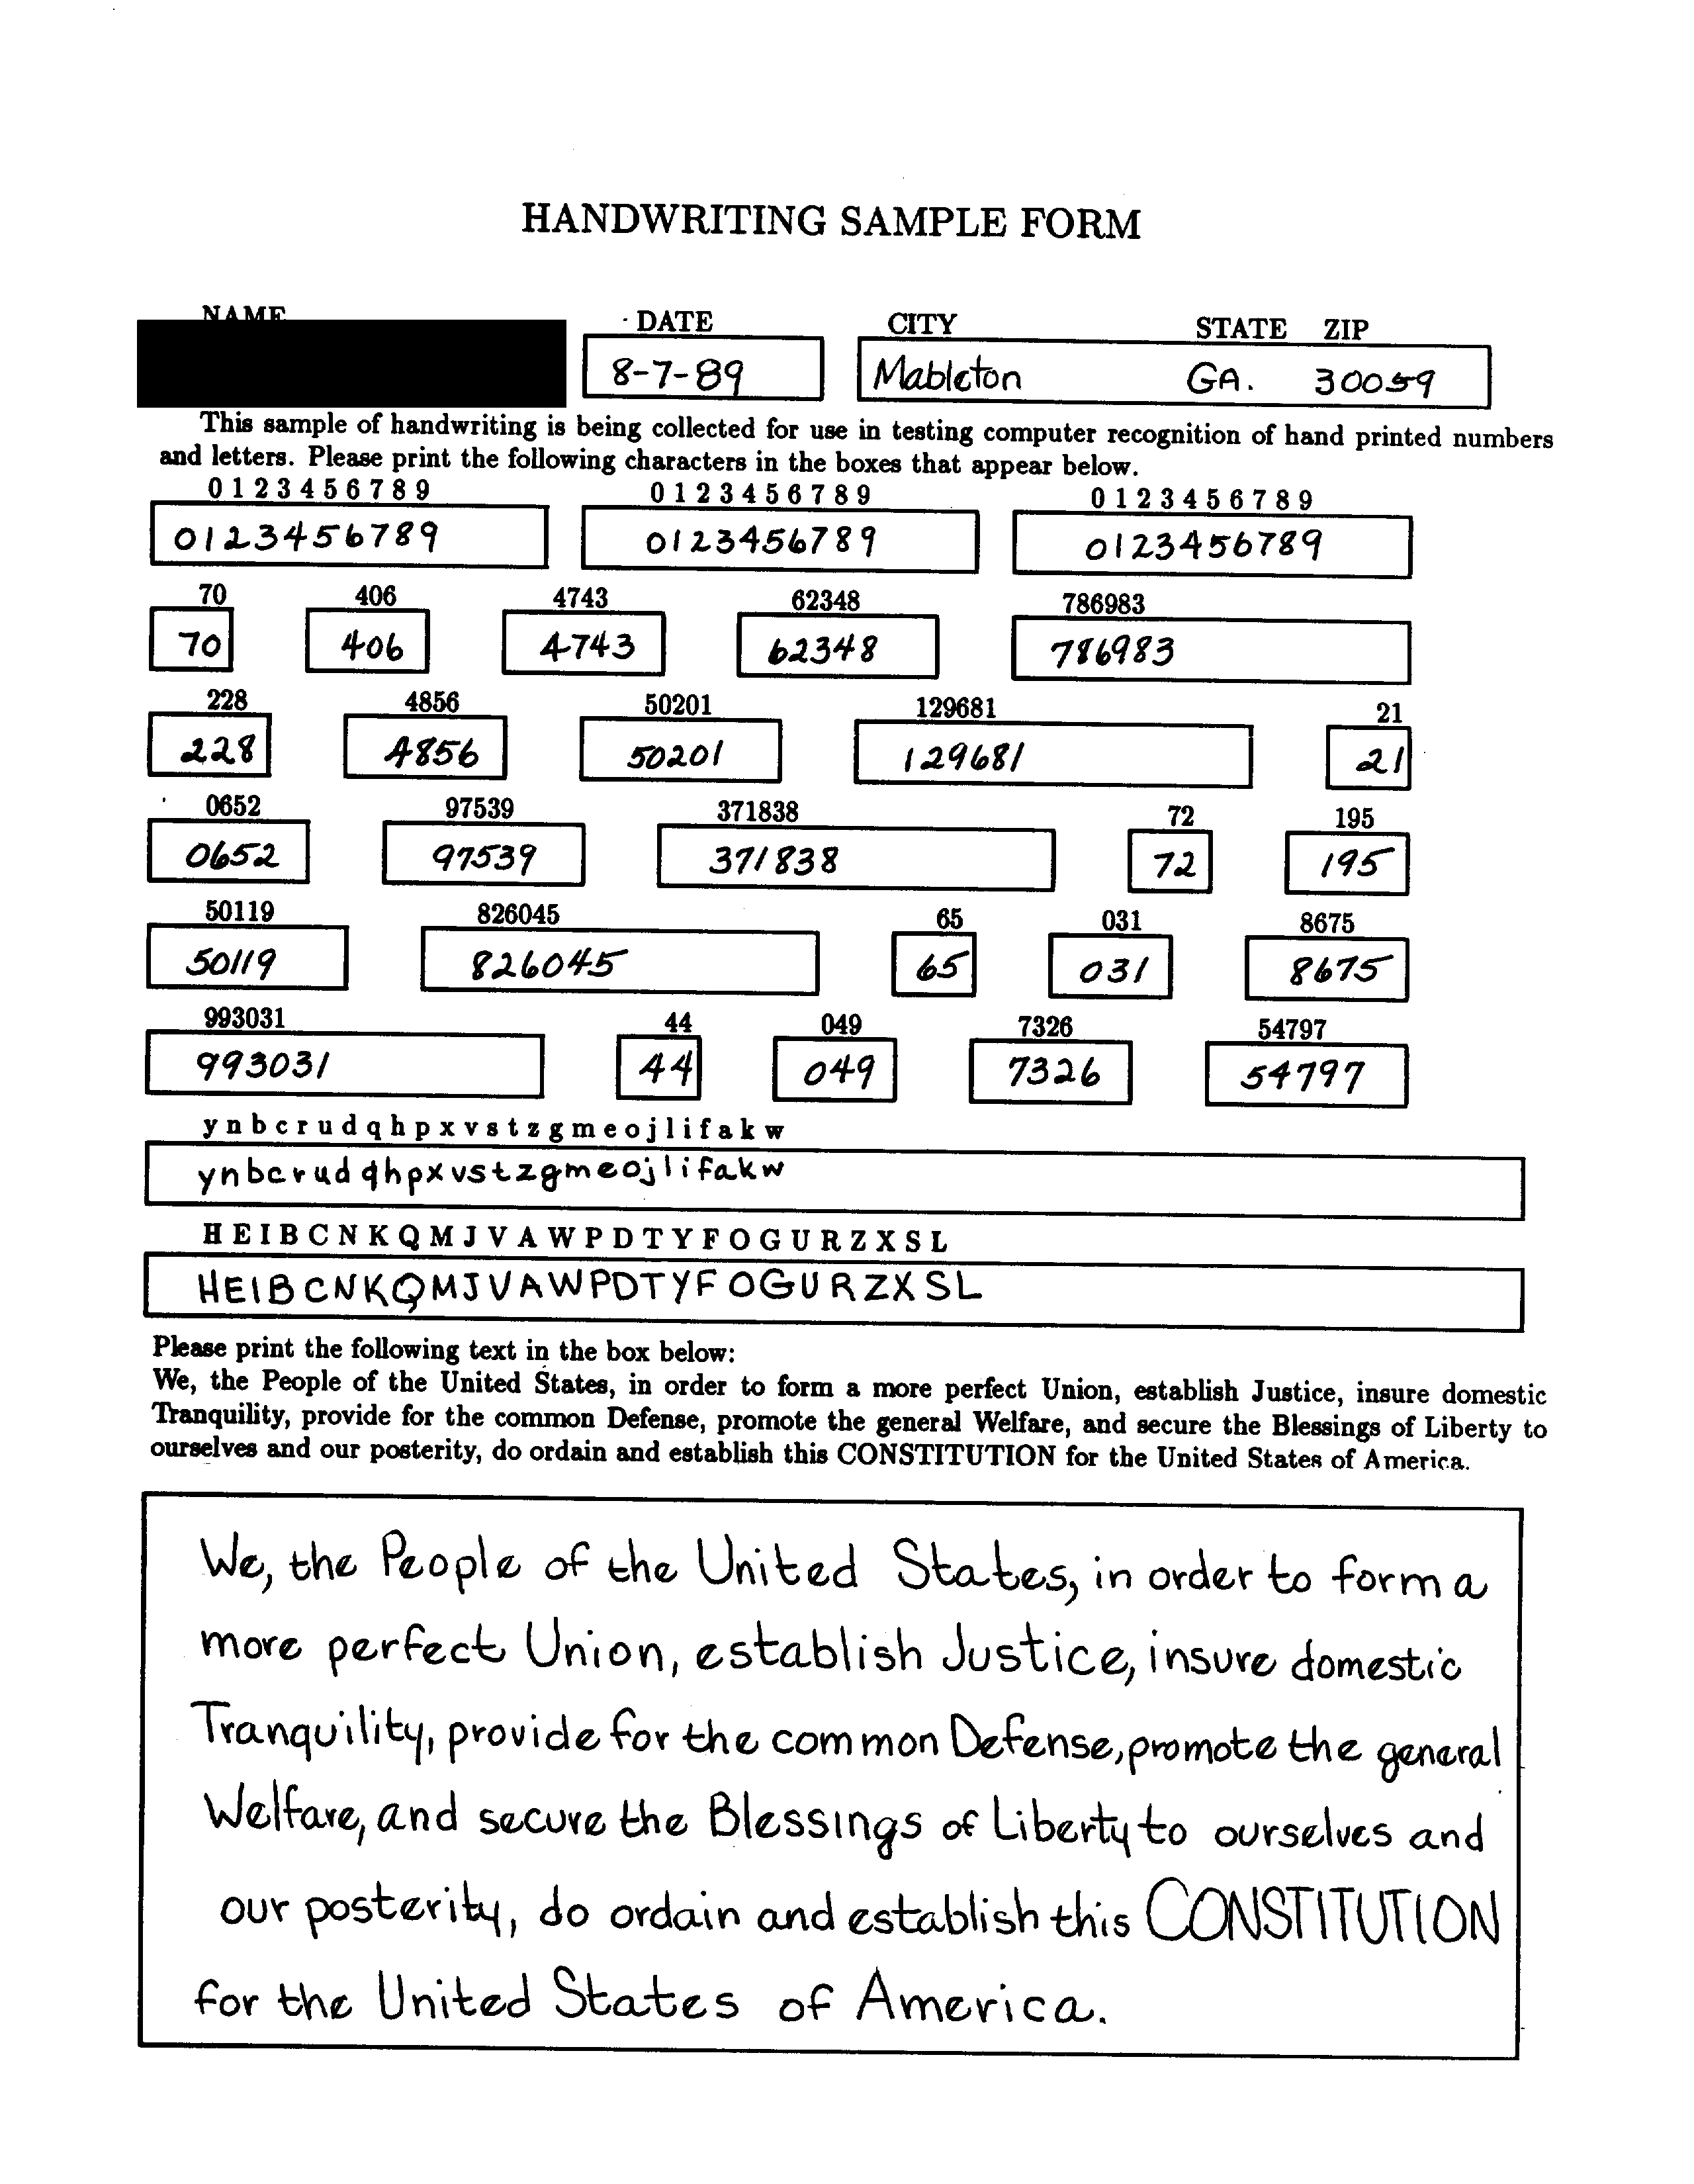 HANDWRITING SAMPLE FORM
NAME DATE CITY STATE ZIP
8-7-89 Mableton GA. 30059
This sample of handwriting is being collected for use in testing computer recognition of hand printed numbers
and letters. Please print the following characters in the boxes that appear below.
0 1 2 3 4 5 6 7 8 9 0 1 2 3 4 5 6 7 8 9 0 1 2 3 4 5 6 7 8 9
0123456789 0123456789 0123456789
70 406 4743 62348 786983
70 406 4743 62348 786983
228 4856 50201 129681 21
228 4856 50201 129681 21
0652 97539 371838 72 195
0652 97539 371838 72 195
50119 826045 65 031 8675
50119 826045 65 031 8675
993031 44 049 7326 54797
993031 44 049 7326 54797
y n b c r u d q h p x v s t z g m e o j l i f a k w
ynbcrudqhpxvstzgmeojlifakw
H E I B C N K Q M J V A W P D T Y F O G U R Z X S L
HEIBCNKQMJVAWPDTYFOGURZXSL
Please print the following text in the box below:
We, the People of the United States, in order to form a more perfect Union, establish Justice, insure domestic
Tranquility, provide for the common Defense, promote the general Welfare, and secure the Blessings of Liberty to
ourselves and our posterity, do ordain and establish this CONSTITUTION for the United States of America.
We, the People of the United States, in order to form a
more perfect Union, establish Justice, insure domestic
Tranquility, provide for the common Defense, promote the general
Welfare, and secure the Blessings of Liberty to ourselves and
our posterity, do ordain and establish this CONSTITUTION
for the United States of America.